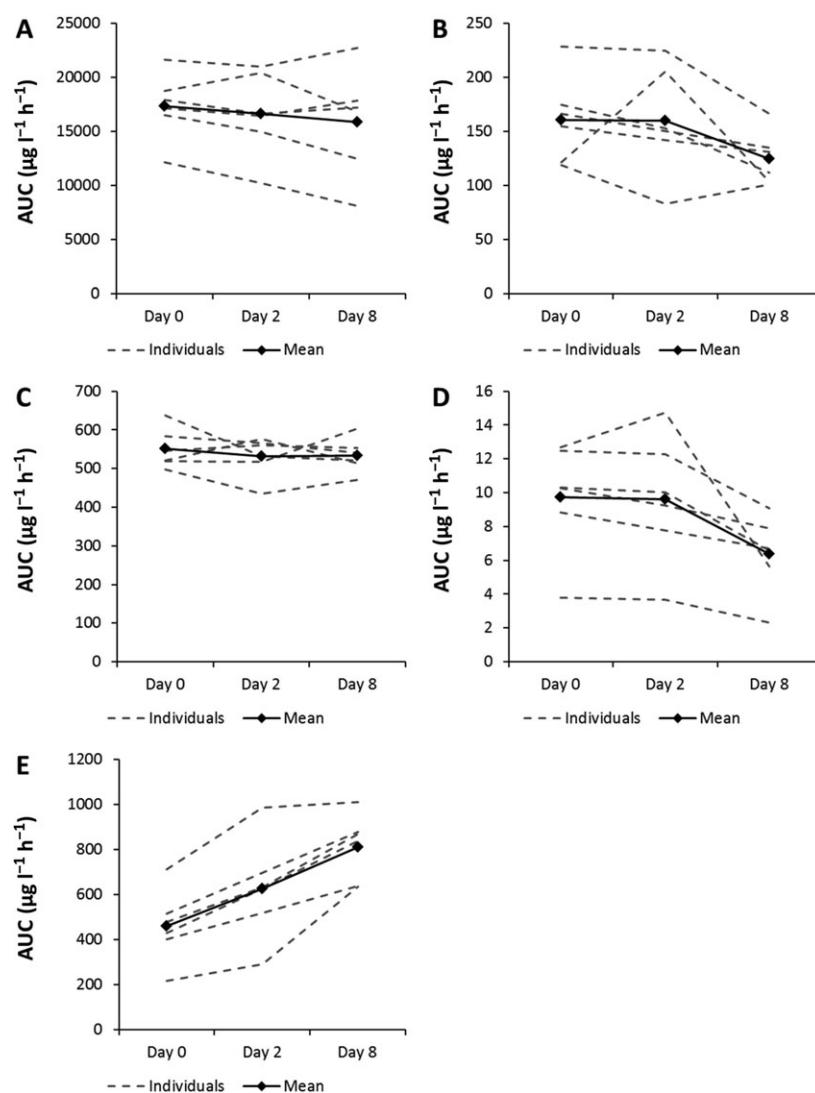 A
AUC (µg l⁻¹ h⁻¹)
25000
20000
15000
10000
5000
0
Day 0 Day 2 Day 8
Individuals Mean
B
AUC (µg l⁻¹ h⁻¹)
250
200
150
100
50
0
Day 0 Day 2 Day 8
Individuals Mean
C
AUC (µg l⁻¹ h⁻¹)
700
600
500
400
300
200
100
0
Day 0 Day 2 Day 8
Individuals Mean
D
AUC (µg l⁻¹ h⁻¹)
16
14
12
10
8
6
4
2
0
Day 0 Day 2 Day 8
Individuals Mean
E
AUC (µg l⁻¹ h⁻¹)
1200
1000
800
600
400
200
0
Day 0 Day 2 Day 8
Individuals Mean